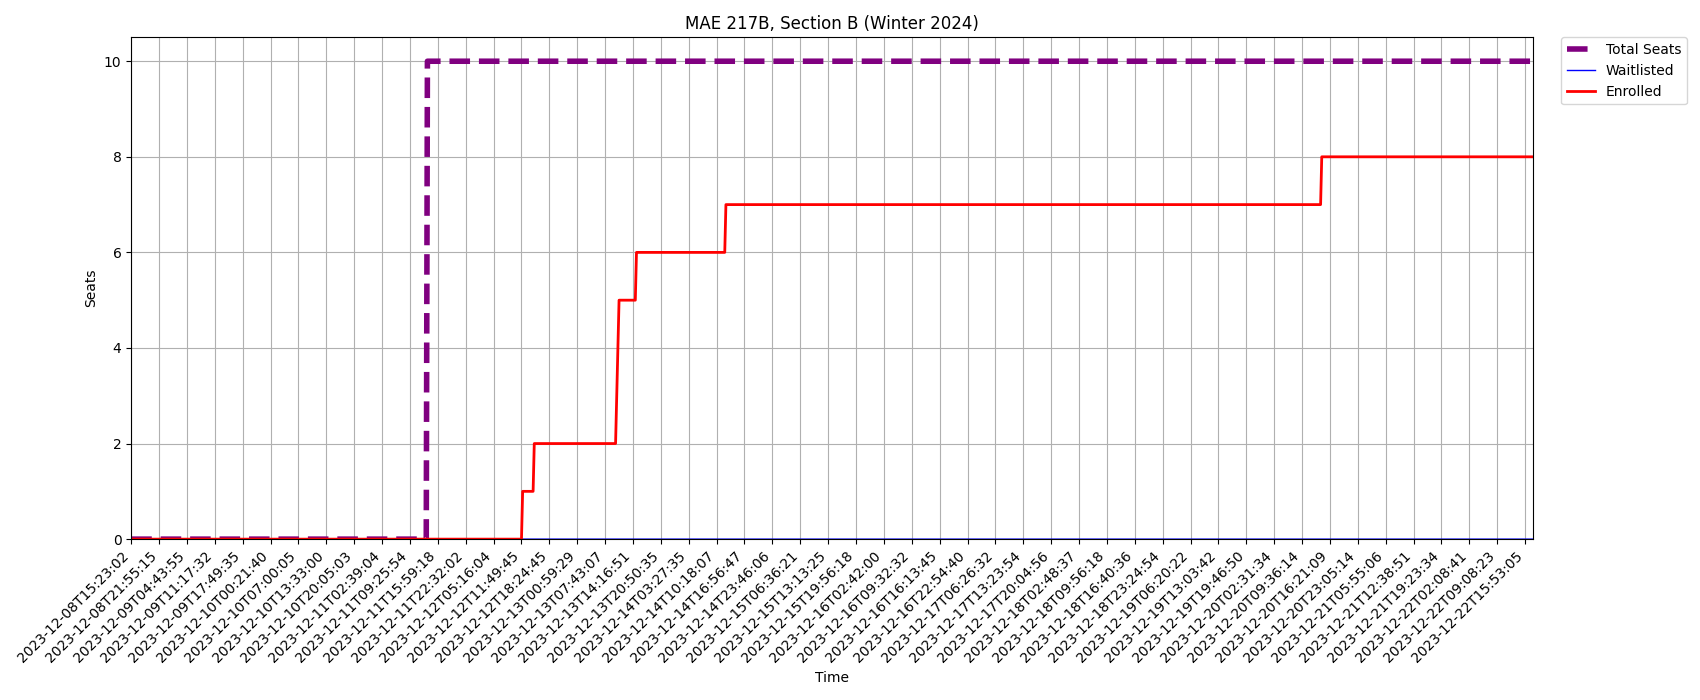 MAE 217B, Section B (Winter 2024)
Total Seats
Waitlisted
Enrolled
10
8
6
4
2
0
Seats
2023-12-08T15:23:02
2023-12-08T21:55:15
2023-12-09T04:43:55
2023-12-09T11:17:32
2023-12-09T17:49:35
2023-12-10T00:21:40
2023-12-10T07:00:05
2023-12-10T13:33:00
2023-12-10T20:05:03
2023-12-11T02:39:04
2023-12-11T09:25:54
2023-12-11T15:59:18
2023-12-11T22:32:02
2023-12-12T05:16:04
2023-12-12T11:49:45
2023-12-12T18:24:45
2023-12-13T00:59:29
2023-12-13T07:43:07
2023-12-13T14:16:51
2023-12-13T20:50:35
2023-12-14T03:27:35
2023-12-14T10:18:07
2023-12-14T16:56:47
2023-12-14T23:46:06
2023-12-15T06:36:21
2023-12-15T13:13:25
2023-12-15T19:56:18
2023-12-16T02:42:00
2023-12-16T09:32:32
2023-12-16T16:13:45
2023-12-16T22:54:40
2023-12-17T06:26:32
2023-12-17T13:23:54
2023-12-17T20:04:56
2023-12-18T02:48:37
2023-12-18T09:56:18
2023-12-18T16:40:36
2023-12-18T23:24:54
2023-12-19T06:20:22
2023-12-19T13:03:42
2023-12-19T19:46:50
2023-12-20T02:31:34
2023-12-20T09:36:14
2023-12-20T16:21:09
2023-12-20T23:05:14
2023-12-21T05:55:06
2023-12-21T12:38:51
2023-12-21T19:23:34
2023-12-22T02:08:41
2023-12-22T09:08:23
2023-12-22T15:53:05
Time